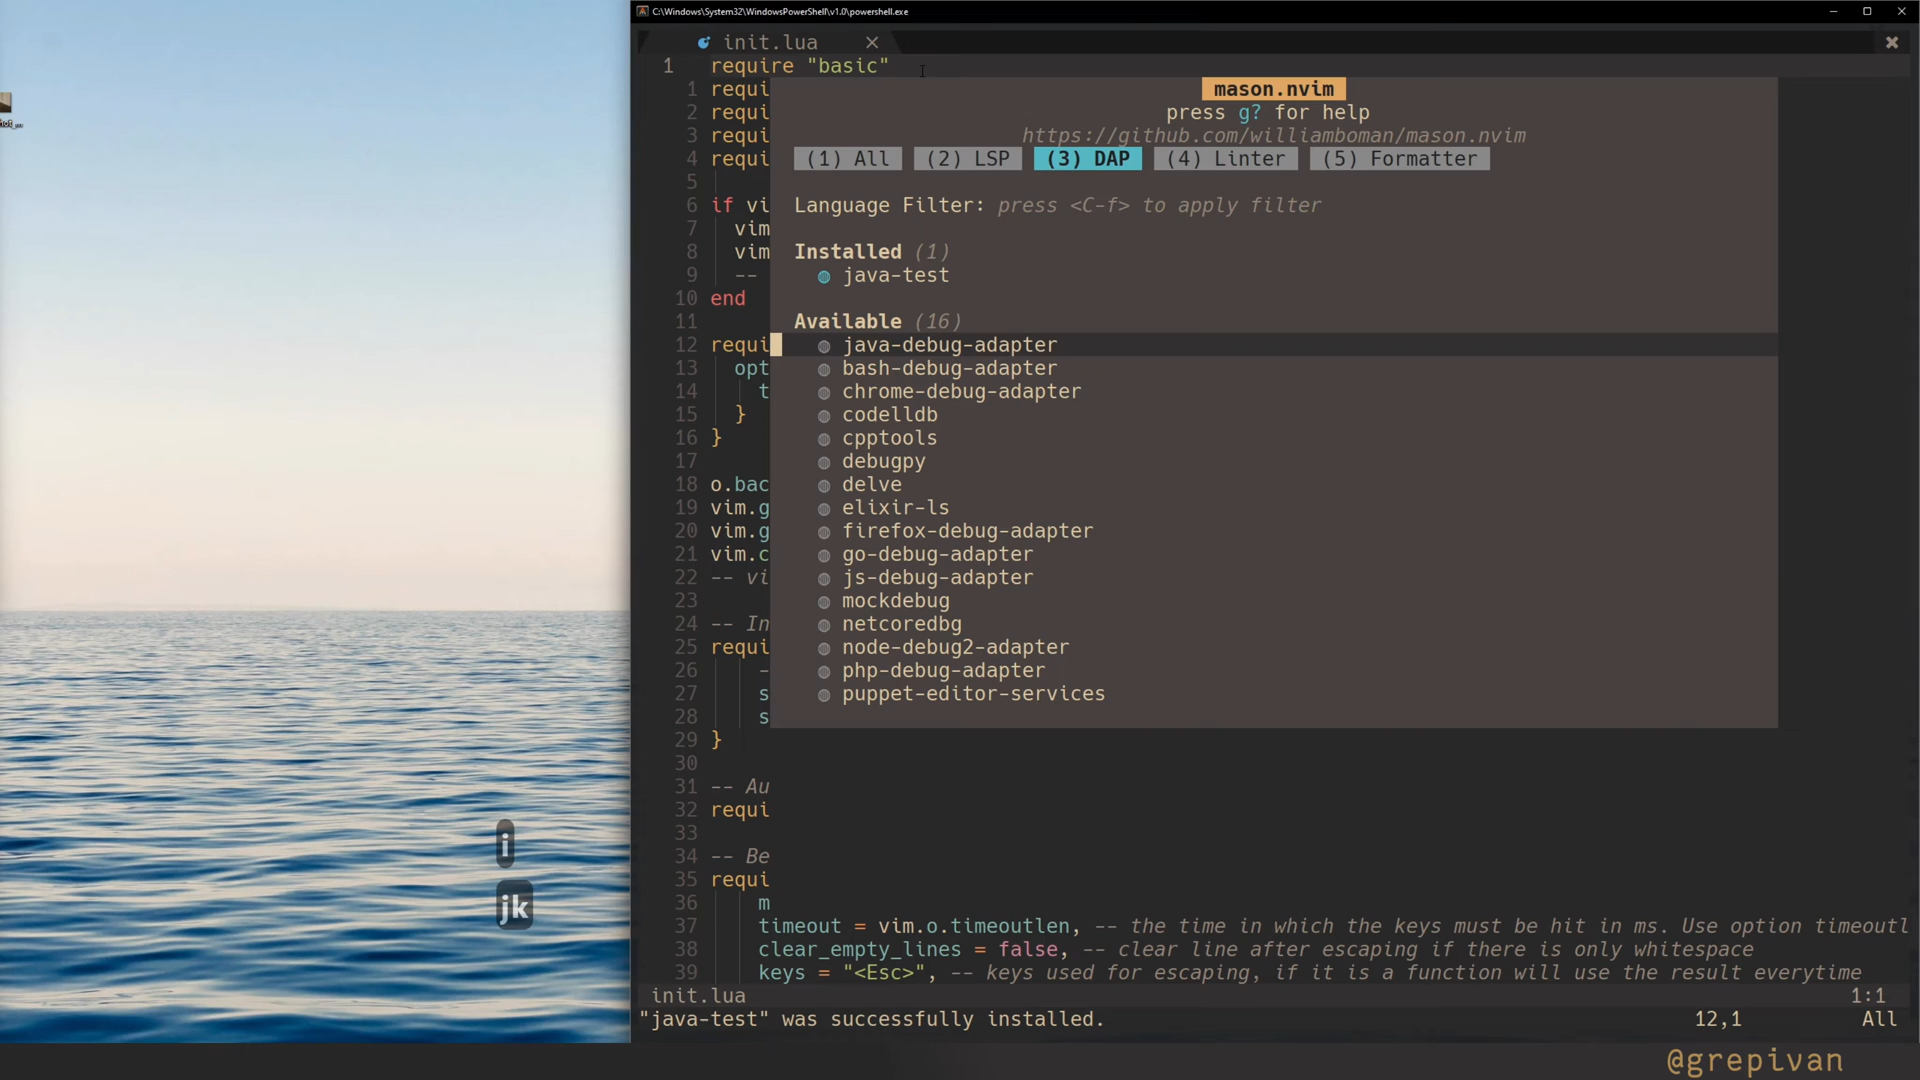 C:\Windows\System32\WindowsPowerShell\v1.0\powershell.exe
init.lua
1 require "basic"
1 requi
2 requi
3 requi
4 requi
5
6 if vi
7 vim
8 vim
9 --
10 end
11
12 requi
13 opt
14 t
15 }
16 }
17
18 o.bac
19 vim.g
20 vim.g
21 vim.c
22 -- vi
23
24 -- In
25 requi
26 -
27 s
28 s
29 }
30
31 -- Au
32 requi
33
34 -- Be
35 requi
36 m
37 timeout = vim.o.timeoutlen, -- the time in which the keys must be hit in ms. Use option timeoutl
38 clear_empty_lines = false, -- clear line after escaping if there is only whitespace
39 keys = "<Esc>", -- keys used for escaping, if it is a function will use the result everytime
mason.nvim
press g? for help
https://github.com/williamboman/mason.nvim
(1) All (2) LSP (3) DAP (4) Linter (5) Formatter
Language Filter: press <C-f> to apply filter
Installed (1)
java-test
Available (16)
java-debug-adapter
bash-debug-adapter
chrome-debug-adapter
codelldb
cpptools
debugpy
delve
elixir-ls
firefox-debug-adapter
go-debug-adapter
js-debug-adapter
mockdebug
netcoredbg
node-debug2-adapter
php-debug-adapter
puppet-editor-services
i
jk
init.lua 1:1
"java-test" was successfully installed. 12,1 All
@grepivan